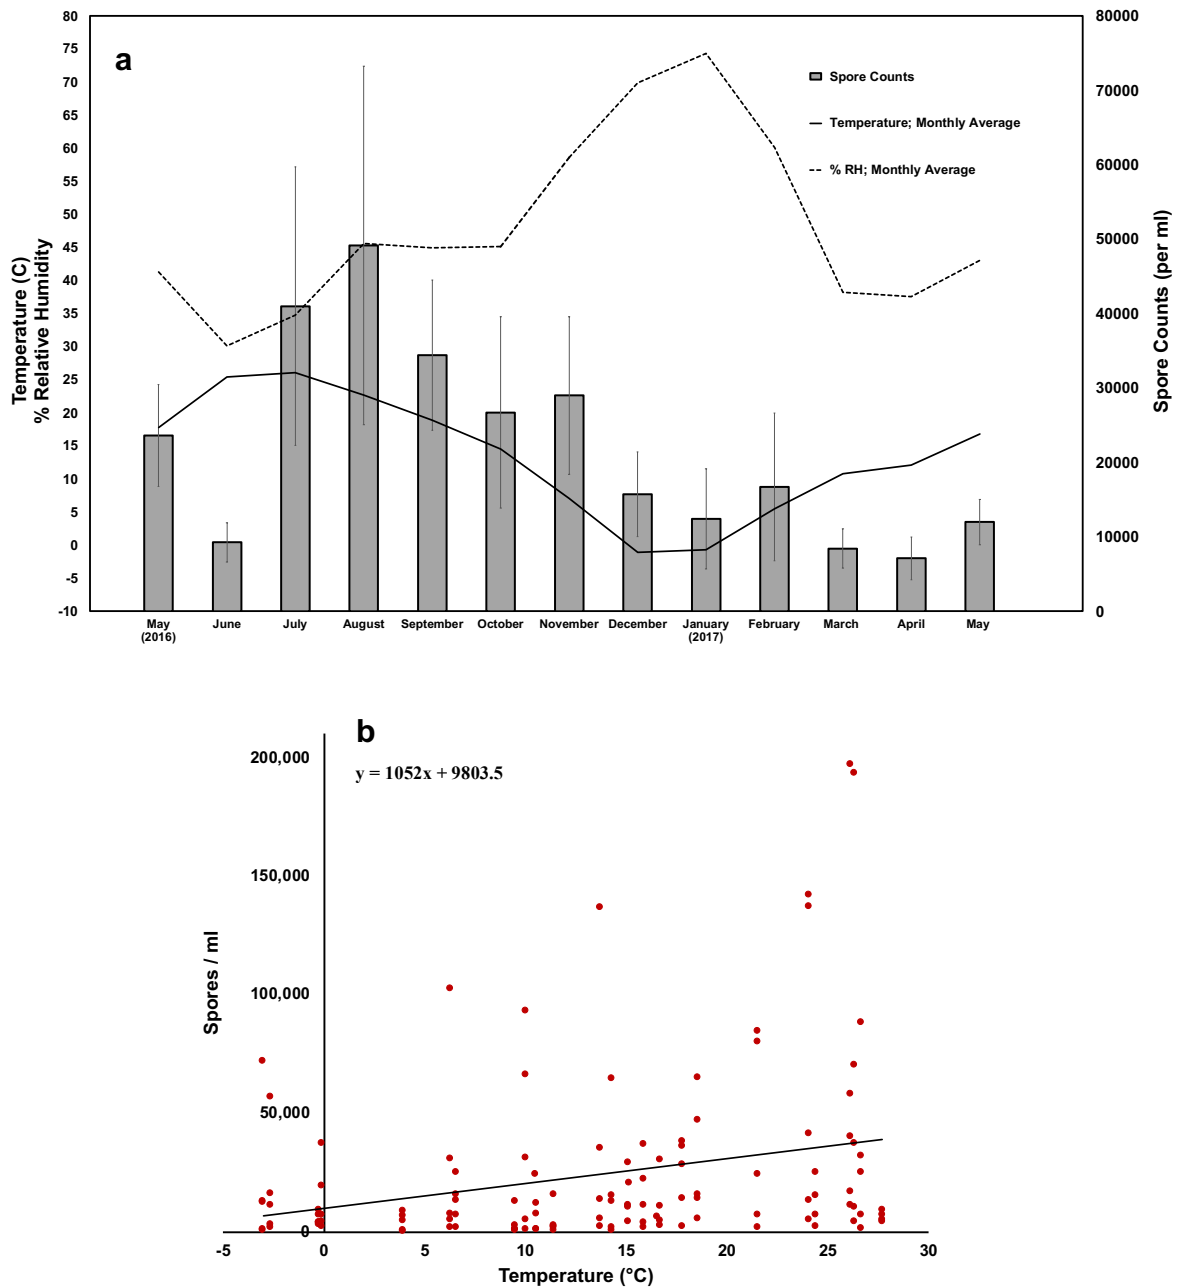 a
80
75
70
65
60
55
50
45
40
35
30
25
20
15
10
5
0
-5
-10
Temperature (C)
% Relative Humidity
80000
70000
60000
50000
40000
30000
20000
10000
0
Spore Counts (per ml)
Spore Counts
Temperature; Monthly Average
% RH; Monthly Average
May June July August September October November December January February March April May
(2016) (2017)
b
y = 1052x + 9803.5
200,000
150,000
100,000
50,000
0
Spores / ml
-5 0 5 10 15 20 25 30
Temperature (°C)